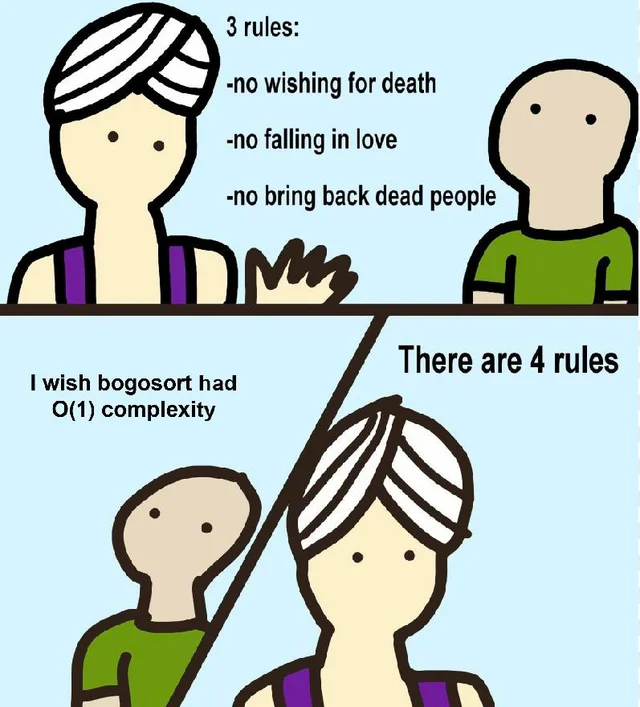 3 rules:
-no wishing for death
-no falling in love
-no bring back dead people
I wish bogosort had
O(1) complexity
There are 4 rules